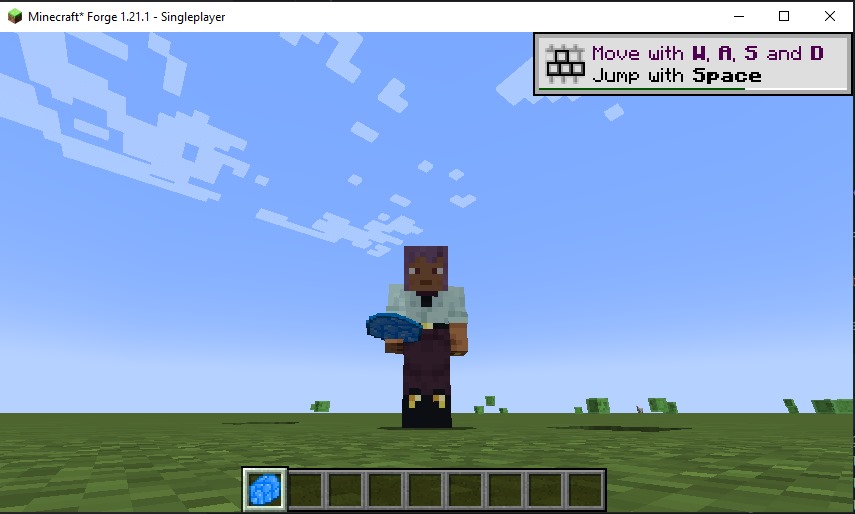 Minecraft* Forge 1.21.1 - Singleplayer
Move with W, A, S and D
Jump with Space